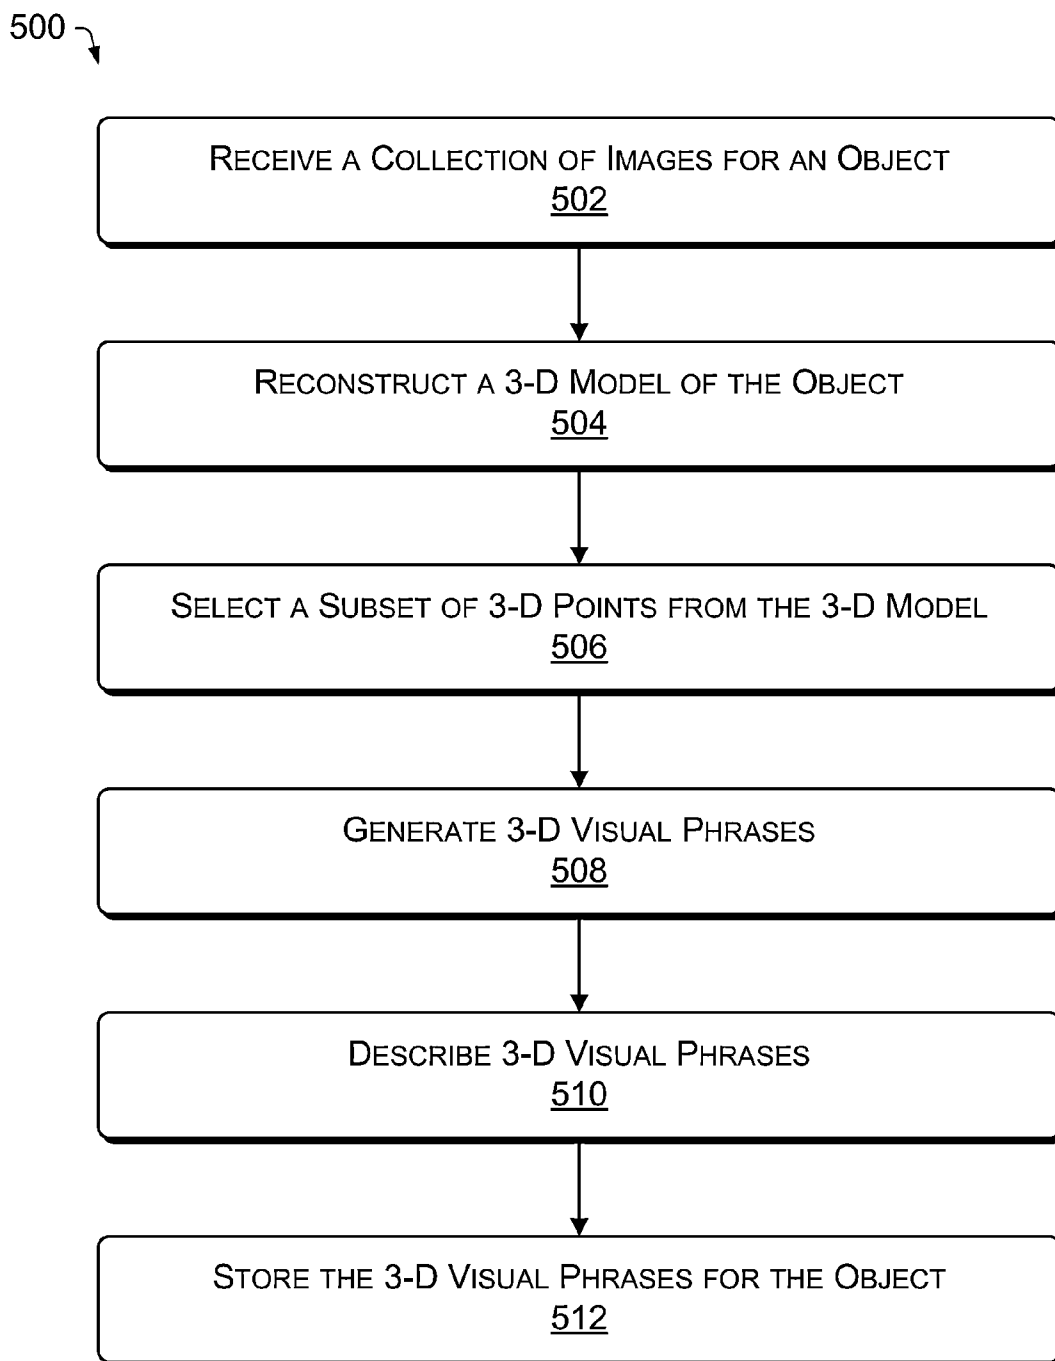 500
RECEIVE A COLLECTION OF IMAGES FOR AN OBJECT
502
RECONSTRUCT A 3-D MODEL OF THE OBJECT
504
SELECT A SUBSET OF 3-D POINTS FROM THE 3-D MODEL
506
GENERATE 3-D VISUAL PHRASES
508
DESCRIBE 3-D VISUAL PHRASES
510
STORE THE 3-D VISUAL PHRASES FOR THE OBJECT
512